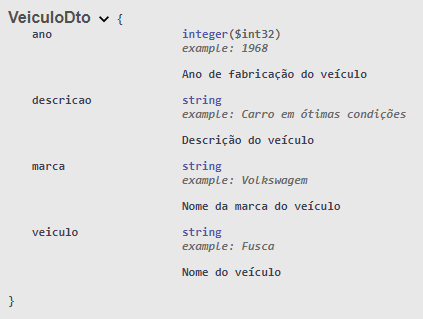 VeiculoDto {
ano integer($int32)
example: 1968
Ano de fabricação do veículo
descricao string
example: Carro em ótimas condições
Descrição do veículo
marca string
example: Volkswagem
Nome da marca do veículo
veiculo string
example: Fusca
Nome do veículo
}